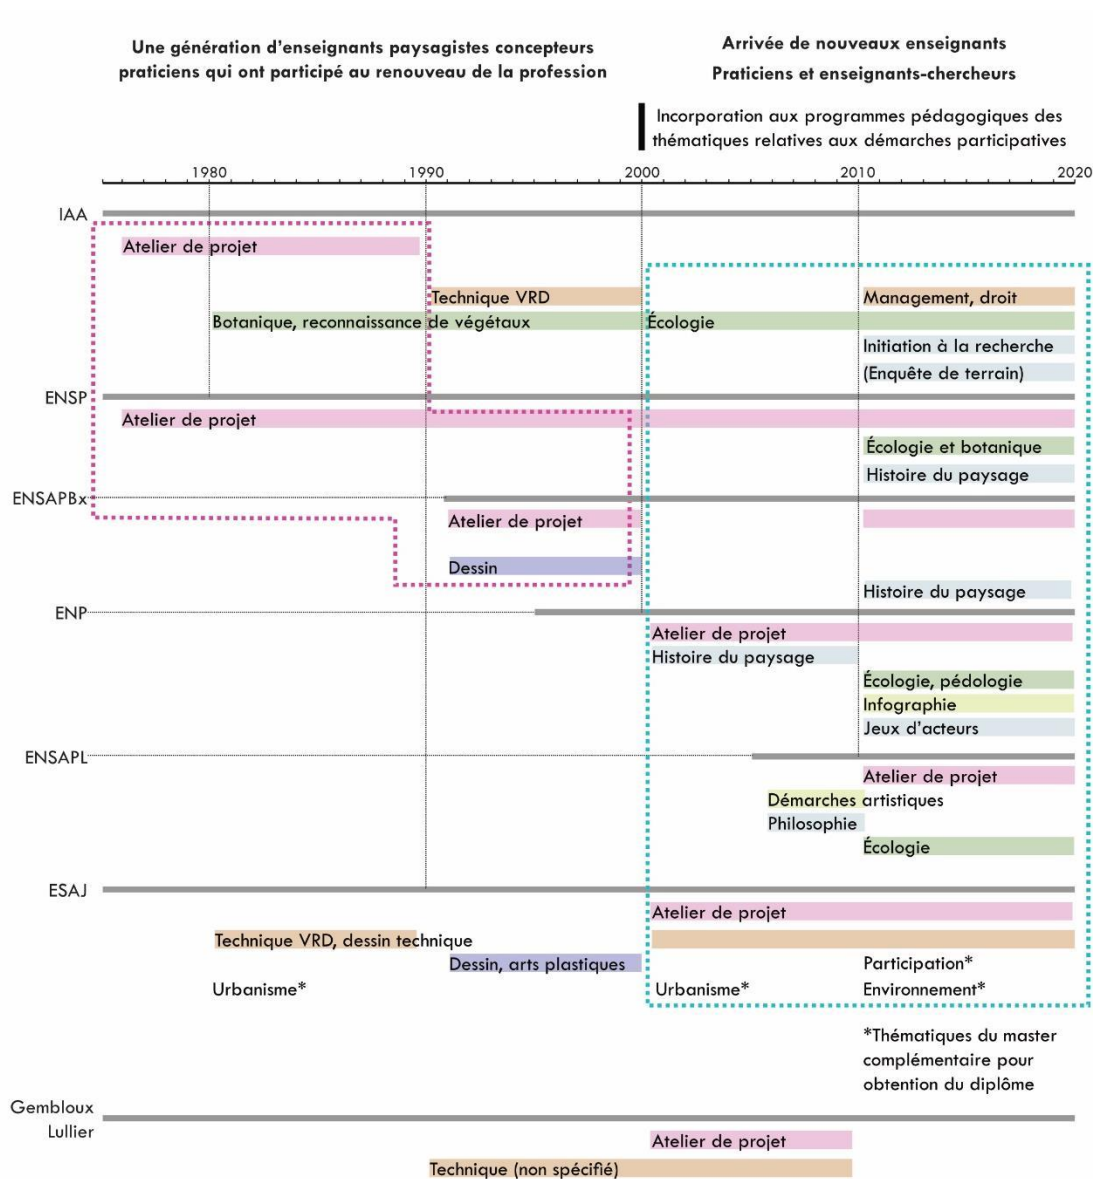 Une génération d'enseignants paysagistes concepteurs
praticiens qui ont participé au renouveau de la profession
Arrivée de nouveaux enseignants
Praticiens et enseignants-chercheurs
Incorporation aux programmes pédagogiques des
thématiques relatives aux démarches participatives
1980 1990 2000 2010 2020
IAA
Atelier de projet
Technique VRD Management, droit
Botanique, reconnaissance de végétaux Écologie
Initiation à la recherche
(Enquête de terrain)
ENSP
Atelier de projet
Écologie et botanique
Histoire du paysage
ENSAPBx
Atelier de projet
Dessin
Histoire du paysage
ENP
Atelier de projet
Histoire du paysage
Écologie, pédologie
Infographie
Jeux d'acteurs
ENSAPL
Atelier de projet
Démarches artistiques
Philosophie
Écologie
ESAJ
Atelier de projet
Technique VRD, dessin technique
Dessin, arts plastiques Participation*
Urbanisme* Urbanisme* Environnement*
*Thématiques du master
complémentaire pour
obtention du diplôme
Gembloux
Lullier
Atelier de projet
Technique (non spécifié)